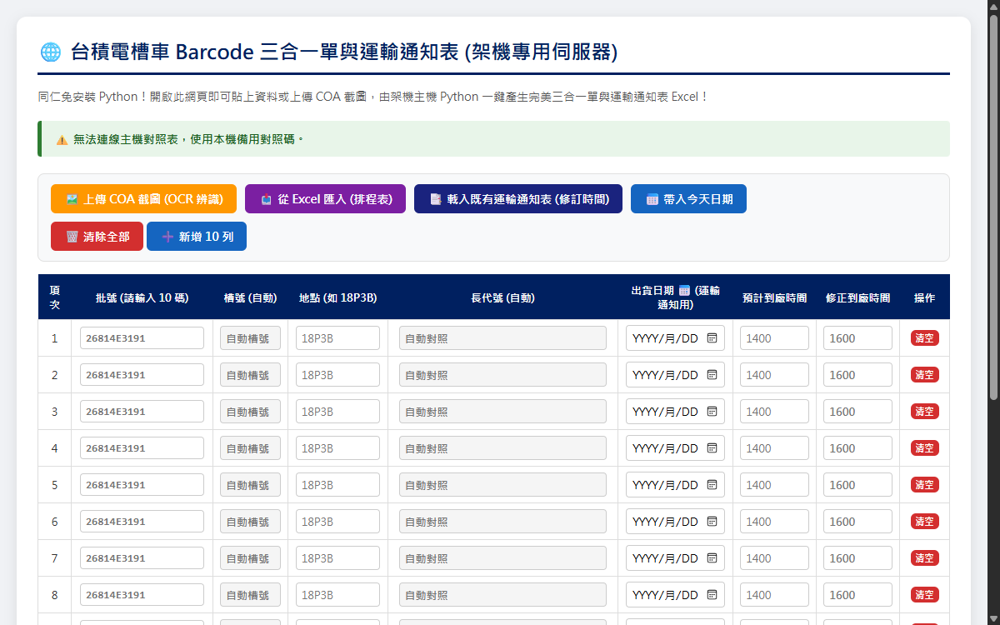 台積電槽車 Barcode 三合一單與運輸通知表 (架機專用伺服器)
同仁免安裝 Python！開啟此網頁即可貼上資料或上傳 COA 截圖，由架機主機 Python 一鍵產生完美三合一單與運輸通知表 Excel！
無法連線主機對照表，使用本機備用對照碼。
上傳 COA 截圖 (OCR 辨識) 從 Excel 匯入 (排程表) 載入既有運輸通知表 (修訂時間) 帶入今天日期
清除全部 新增 10 列
項次 批號 (請輸入 10 碼) 槽號 (自動) 地點 (如 18P3B) 長代號 (自動) 出貨日期 (運輸通知用) 預計到廠時間 修正到廠時間 操作
1 26814E3191 自動槽號 18P3B 自動對照 YYYY/月/DD 1400 1600 清空
2 26814E3191 自動槽號 18P3B 自動對照 YYYY/月/DD 1400 1600 清空
3 26814E3191 自動槽號 18P3B 自動對照 YYYY/月/DD 1400 1600 清空
4 26814E3191 自動槽號 18P3B 自動對照 YYYY/月/DD 1400 1600 清空
5 26814E3191 自動槽號 18P3B 自動對照 YYYY/月/DD 1400 1600 清空
6 26814E3191 自動槽號 18P3B 自動對照 YYYY/月/DD 1400 1600 清空
7 26814E3191 自動槽號 18P3B 自動對照 YYYY/月/DD 1400 1600 清空
8 26814E3191 自動槽號 18P3B 自動對照 YYYY/月/DD 1400 1600 清空